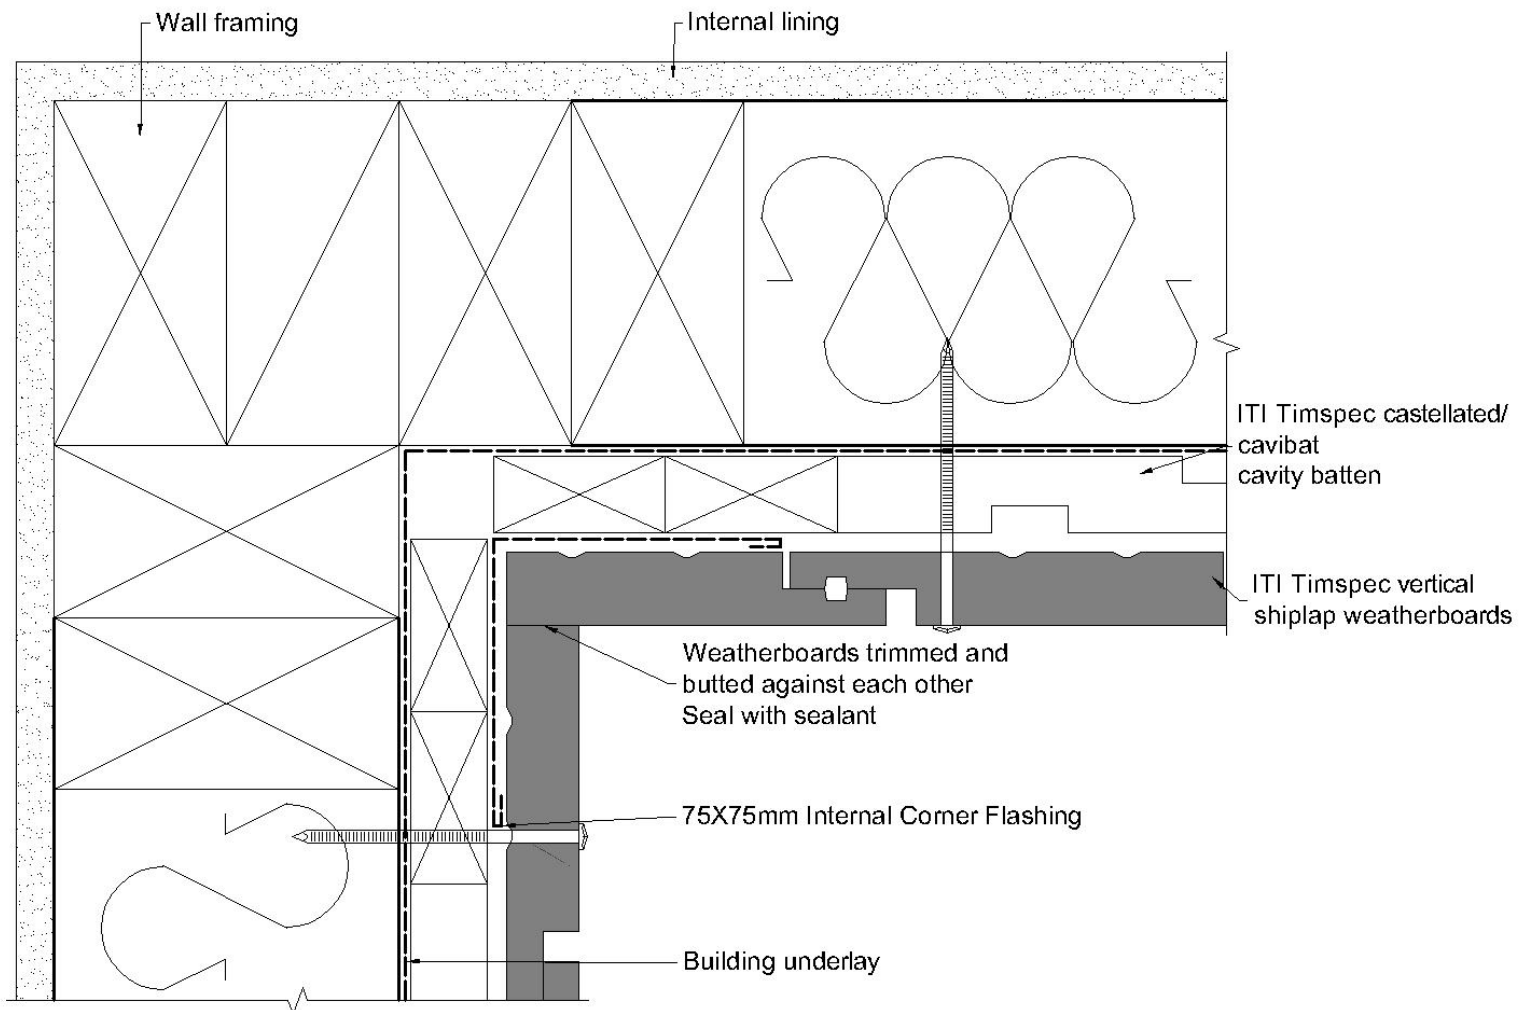 Wall framing
Internal lining
ITI Timspec castellated/
cavibat
cavity batten
ITI Timspec vertical
shiplap weatherboards
Weatherboards trimmed and
butted against each other
Seal with sealant
75X75mm Internal Corner Flashing
Building underlay